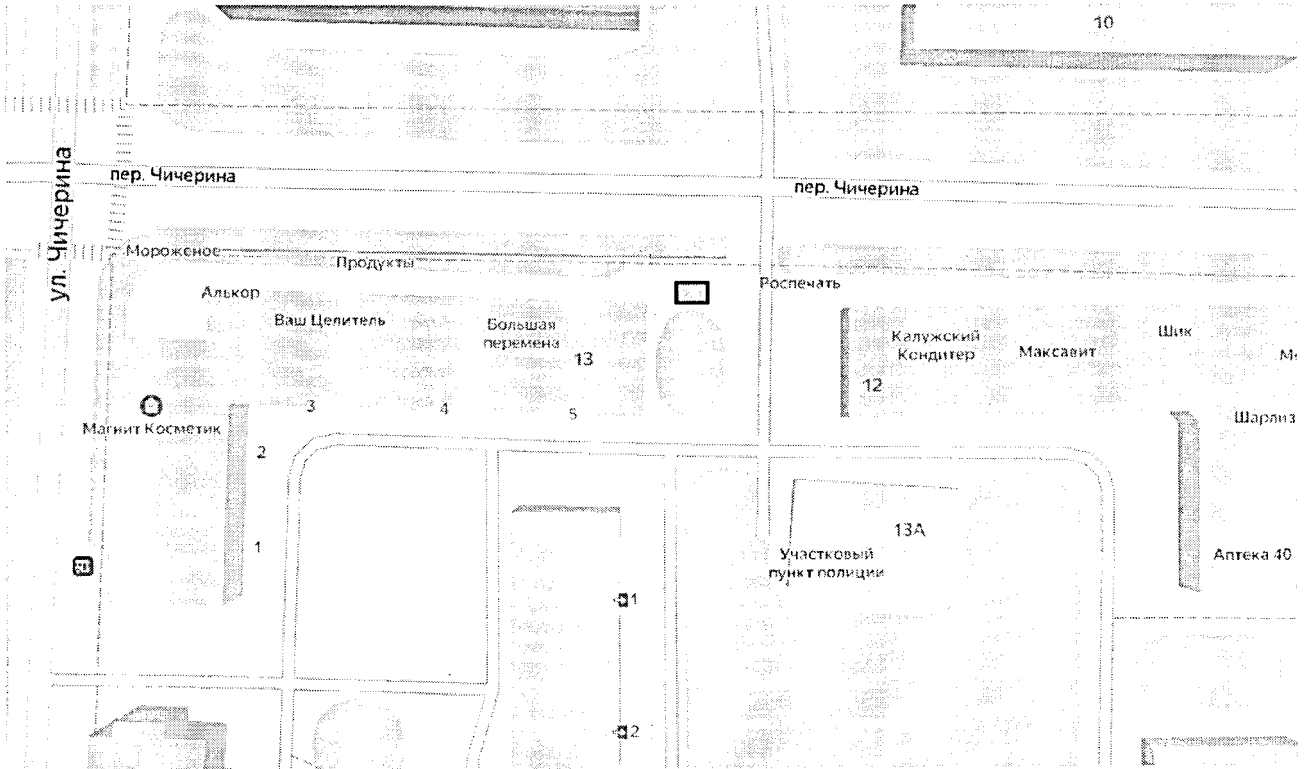 10
ул. Чичерина
пер. Чичерина
пер. Чичерина
Мороженое
Продукты
Алькор
Роспечать
Ваш Целитель
Большая
перемена
13
Калужский
Кондитер
Максавит
Шик
12
3
4
5
Магнит Косметик
Шарлиз
2
1
13А
Участковый
пункт полиции
Аптека 40
1
2